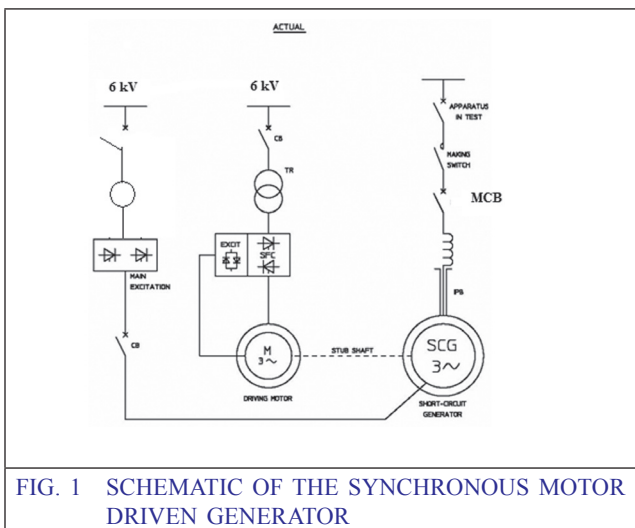 ACTUAL
6 kV
6 kV
CB
TR
APPARATUS
IN TEST
MAKING
SWITCH
MCB
EXCIT
SFC
MAIN
EXCITATION
IPB
CB
M
3~
STUB SHAFT
SCG
3~
DRIVING MOTOR
SHORT-CIRCUIT
GENERATOR
FIG. 1 SCHEMATIC OF THE SYNCHRONOUS MOTOR
DRIVEN GENERATOR